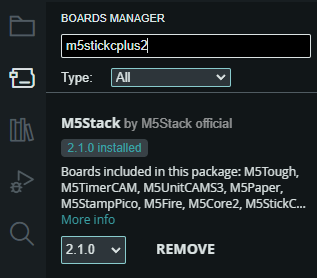 BOARDS MANAGER
m5stickcplus2
Type: All
M5Stack by M5Stack official
2.1.0 installed
Boards included in this package: M5Tough,
M5TimerCAM, M5UnitCAMS3, M5Paper,
M5StampPico, M5Fire, M5Core2, M5StickC...
More info
2.1.0 REMOVE